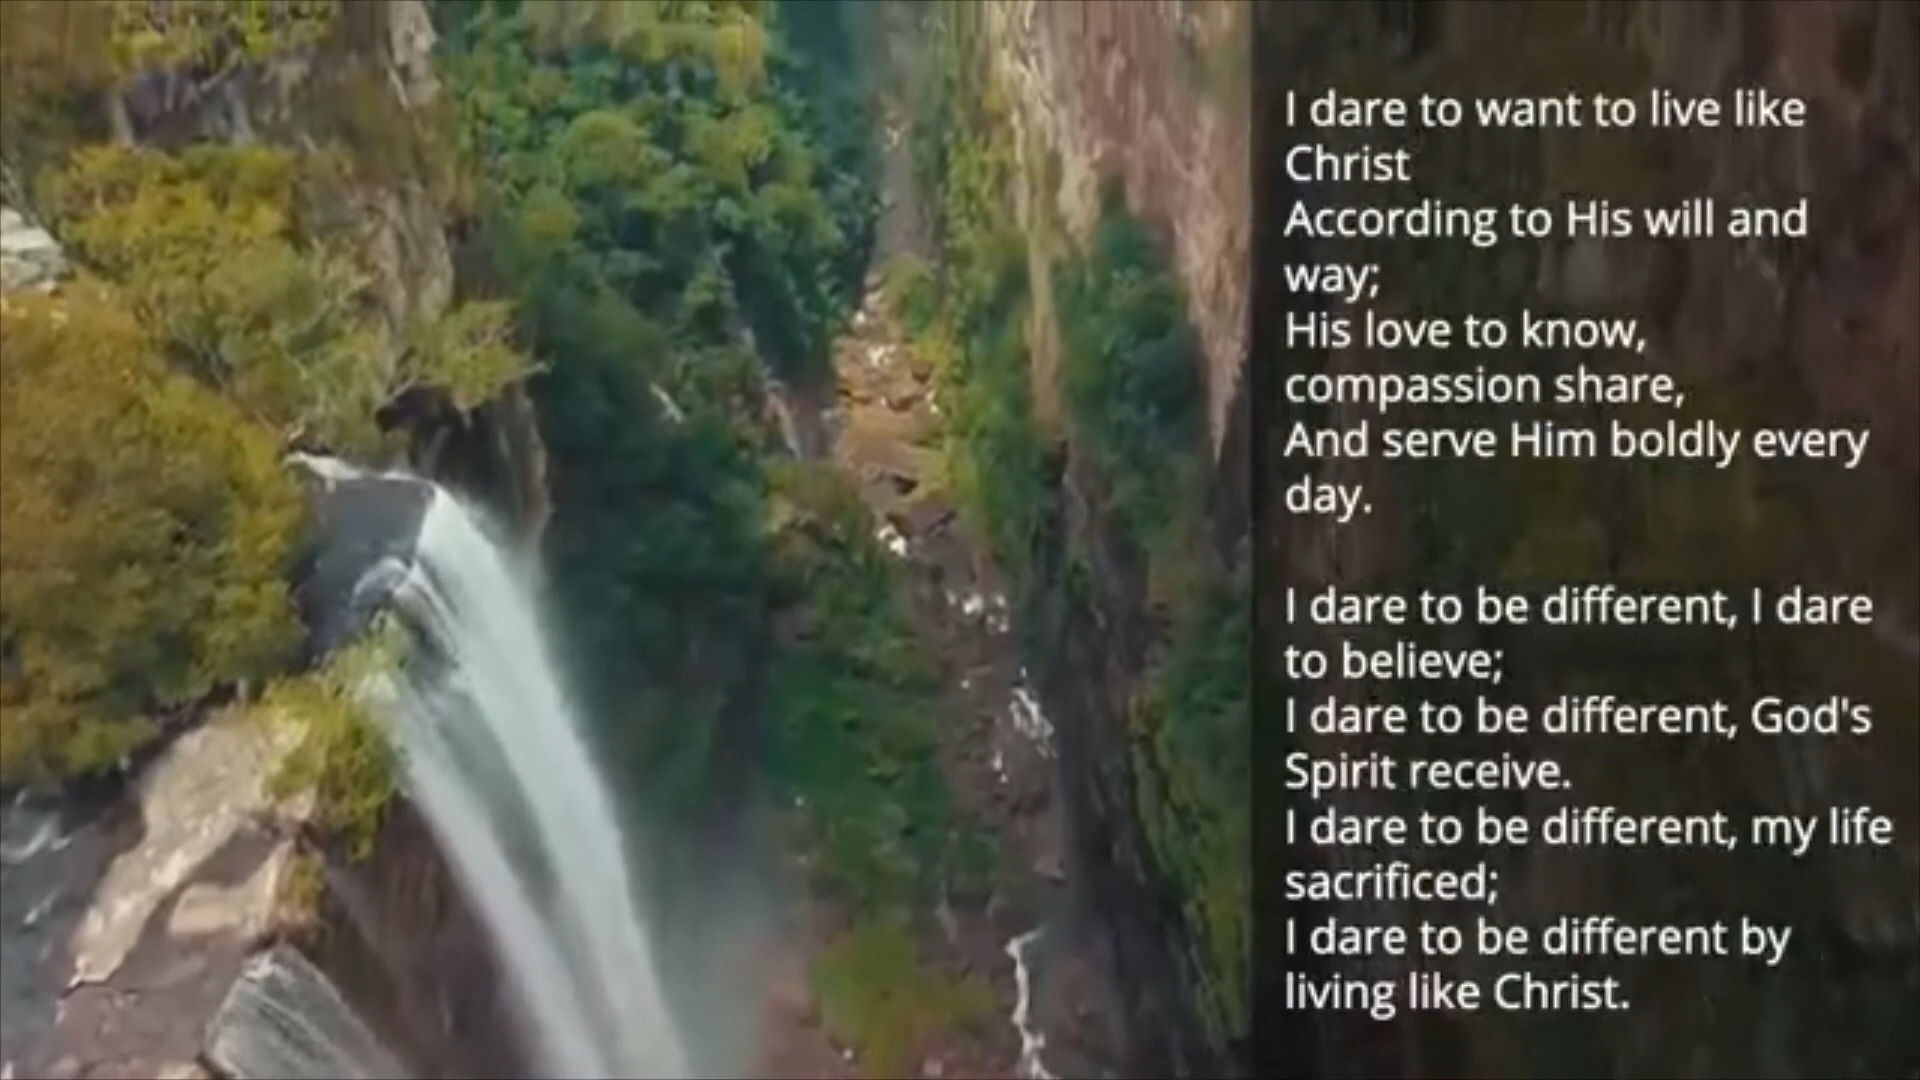 I dare to want to live like
Christ
According to His will and
way;
His love to know,
compassion share,
And serve Him boldly every
day.
I dare to be different, I dare
to believe;
I dare to be different, God's
Spirit receive.
I dare to be different, my life
sacrificed;
I dare to be different by
living like Christ.